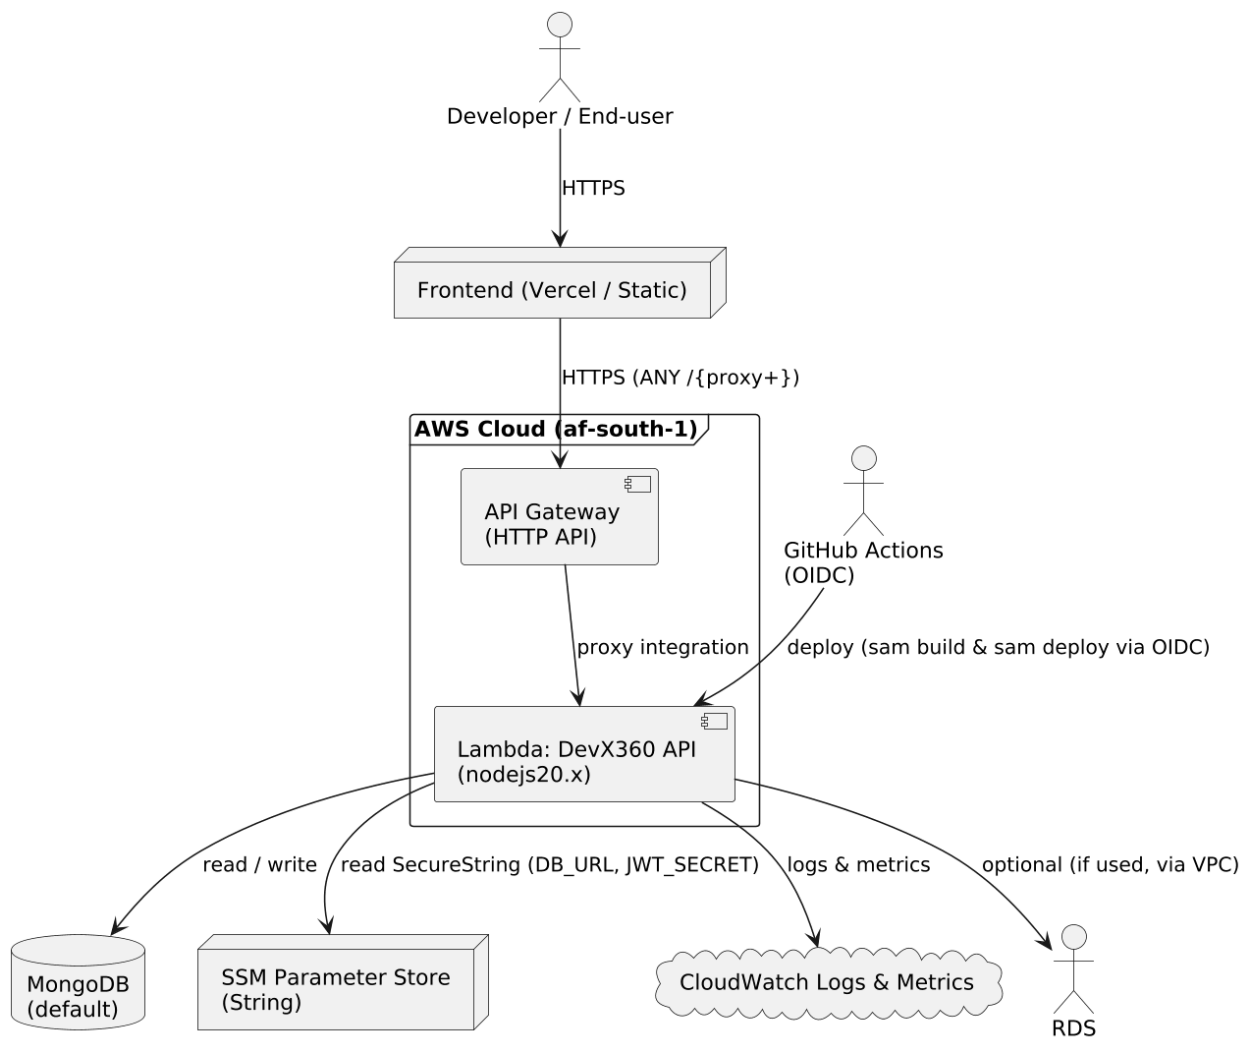 Developer / End-user
HTTPS
Frontend (Vercel / Static)
HTTPS (ANY /{proxy+})
AWS Cloud (af-south-1)
API Gateway
(HTTP API)
GitHub Actions
(OIDC)
proxy integration
deploy (sam build & sam deploy via OIDC)
Lambda: DevX360 API
(nodejs20.x)
read / write
read SecureString (DB_URL, JWT_SECRET)
logs & metrics
optional (if used, via VPC)
MongoDB
(default)
SSM Parameter Store
(String)
CloudWatch Logs & Metrics
RDS